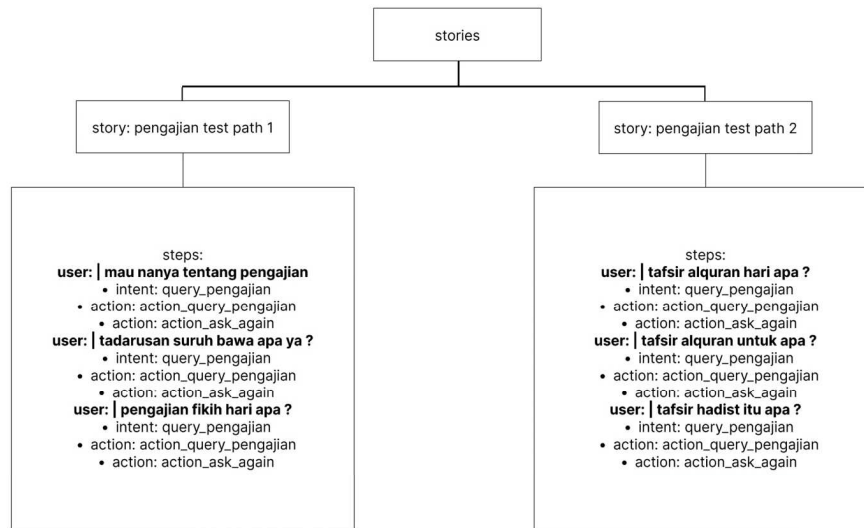 stories
story: pengajian test path 1
story: pengajian test path 2
steps:
user: | mau nanya tentang pengajian
• intent: query_pengajian
• action: action_query_pengajian
• action: action_ask_again
user: | tadarusan suruh bawa apa ya ?
• intent: query_pengajian
• action: action_query_pengajian
• action: action_ask_again
user: | pengajian fikih hari apa ?
• intent: query_pengajian
• action: action_query_pengajian
• action: action_ask_again
steps:
user: | tafsir alquran hari apa ?
• intent: query_pengajian
• action: action_query_pengajian
• action: action_ask_again
user: | tafsir alquran untuk apa ?
• intent: query_pengajian
• action: action_query_pengajian
• action: action_ask_again
user: | tafsir hadist itu apa ?
• intent: query_pengajian
• action: action_query_pengajian
• action: action_ask_again